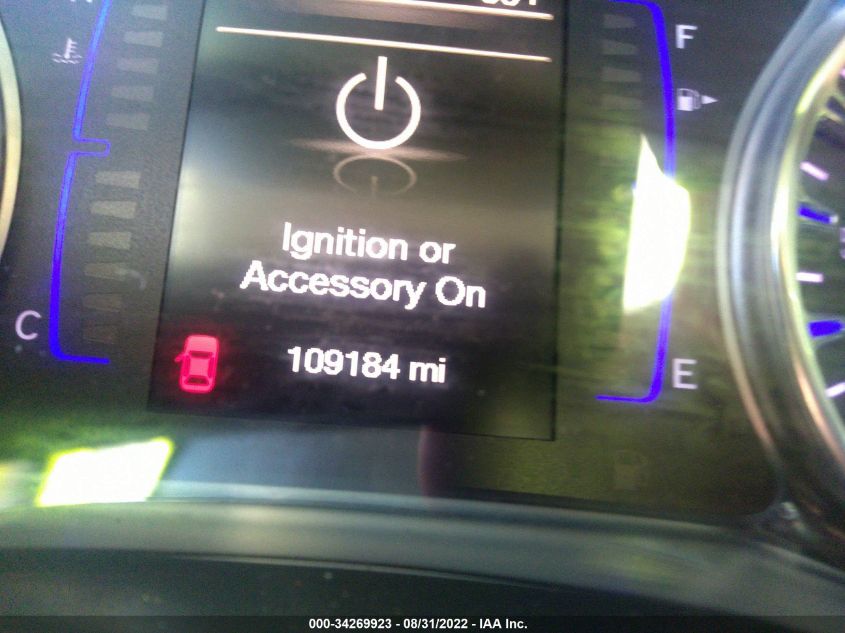 F
Ignition or
Accessory On
C
109184 mi
E
000-34269923 - 08/31/2022 - IAA Inc.